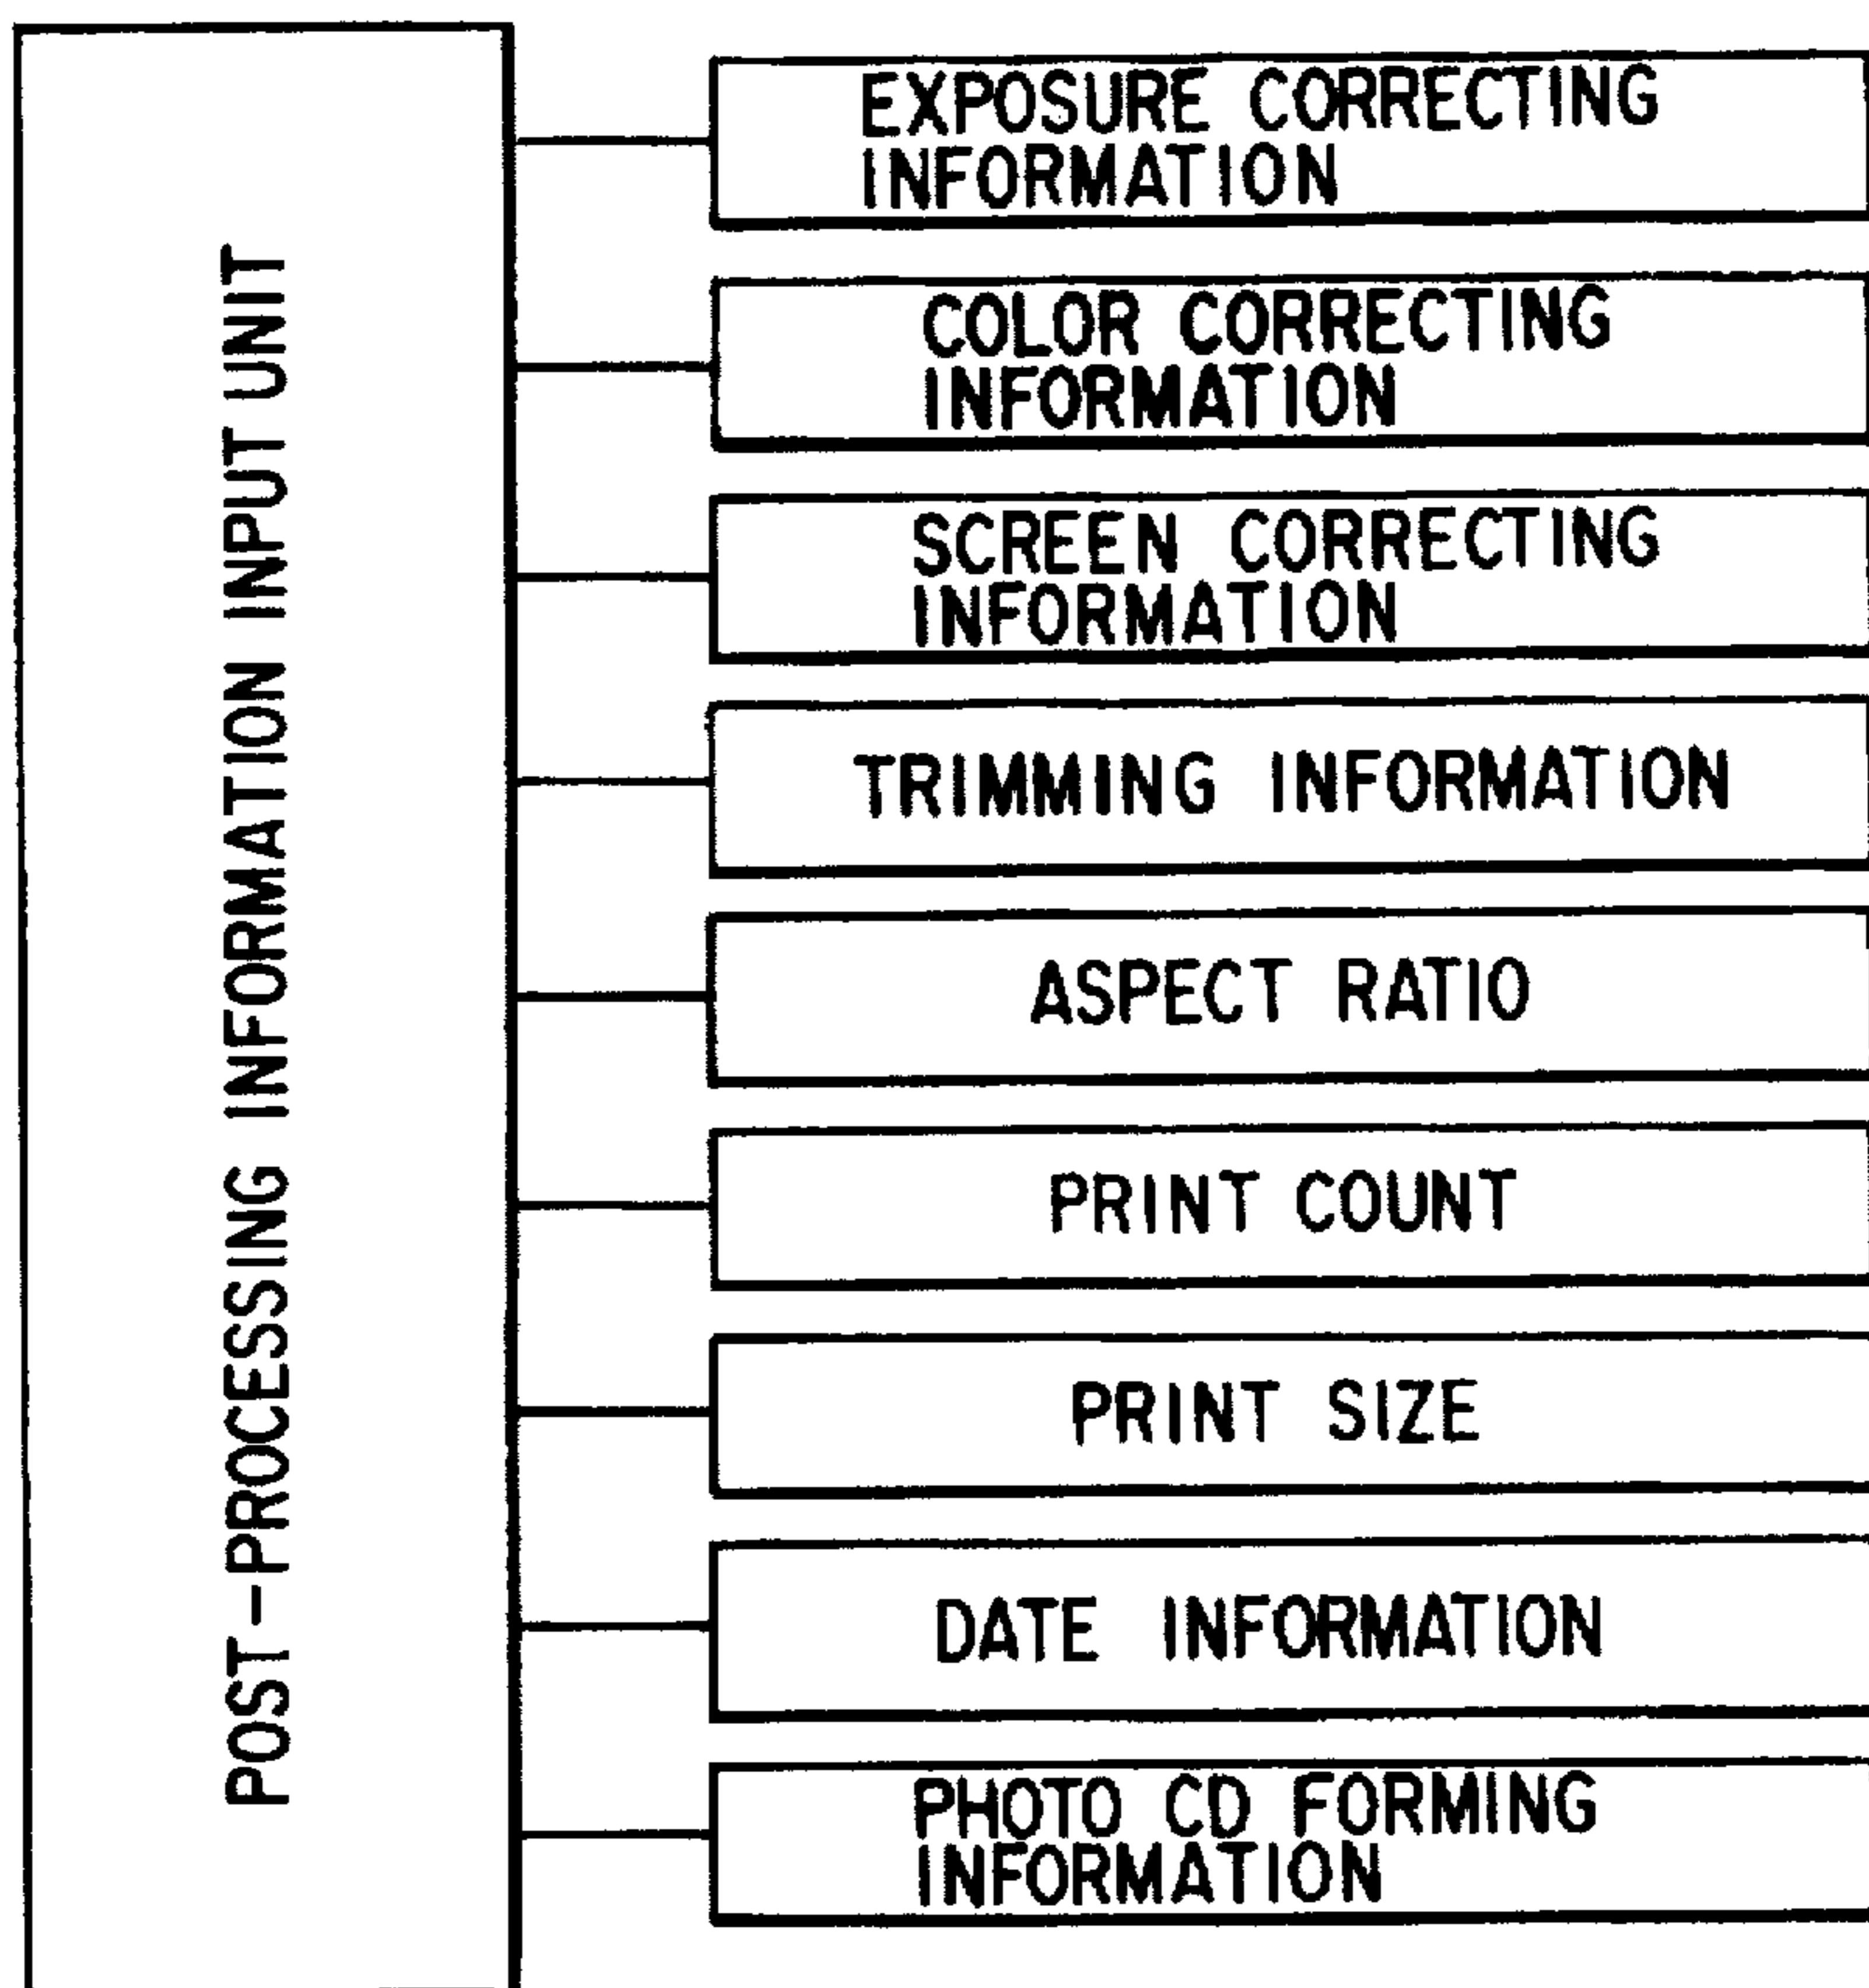 POST-PROCESSING INFORMATION INPUT UNIT
EXPOSURE CORRECTING
INFORMATION
COLOR CORRECTING
INFORMATION
SCREEN CORRECTING
INFORMATION
TRIMMING INFORMATION
ASPECT RATIO
PRINT COUNT
PRINT SIZE
DATE INFORMATION
PHOTO CD FORMING
INFORMATION